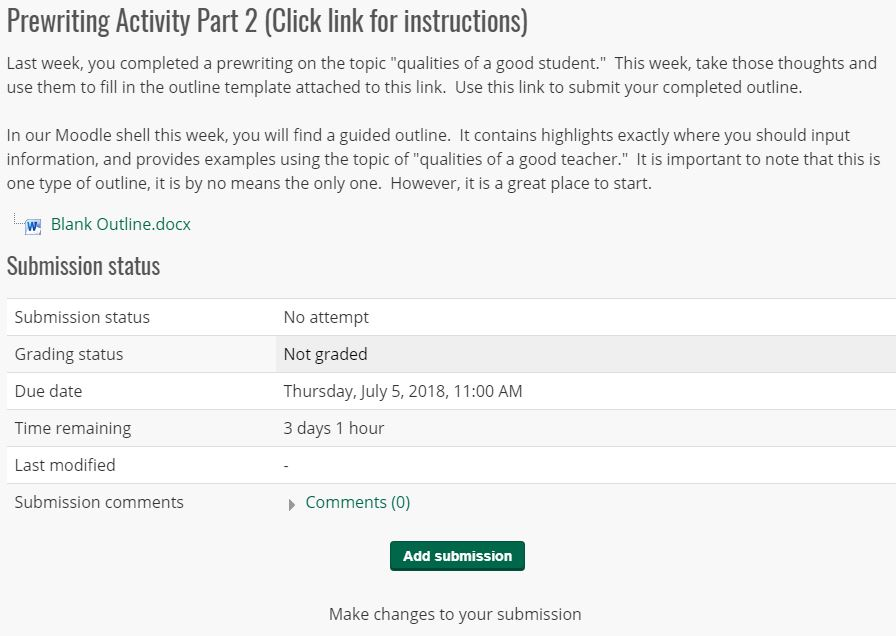 Prewriting Activity Part 2 (Click link for instructions)
Last week, you completed a prewriting on the topic "qualities of a good student."  This week, take those thoughts and
use them to fill in the outline template attached to this link.  Use this link to submit your completed outline.
In our Moodle shell this week, you will find a guided outline.  It contains highlights exactly where you should input
information, and provides examples using the topic of "qualities of a good teacher."  It is important to note that this is
one type of outline, it is by no means the only one.  However, it is a great place to start.
Blank Outline.docx
Submission status
Submission status No attempt
Grading status Not graded
Due date Thursday, July 5, 2018, 11:00 AM
Time remaining 3 days 1 hour
Last modified -
Submission comments Comments (0)
Add submission
Make changes to your submission